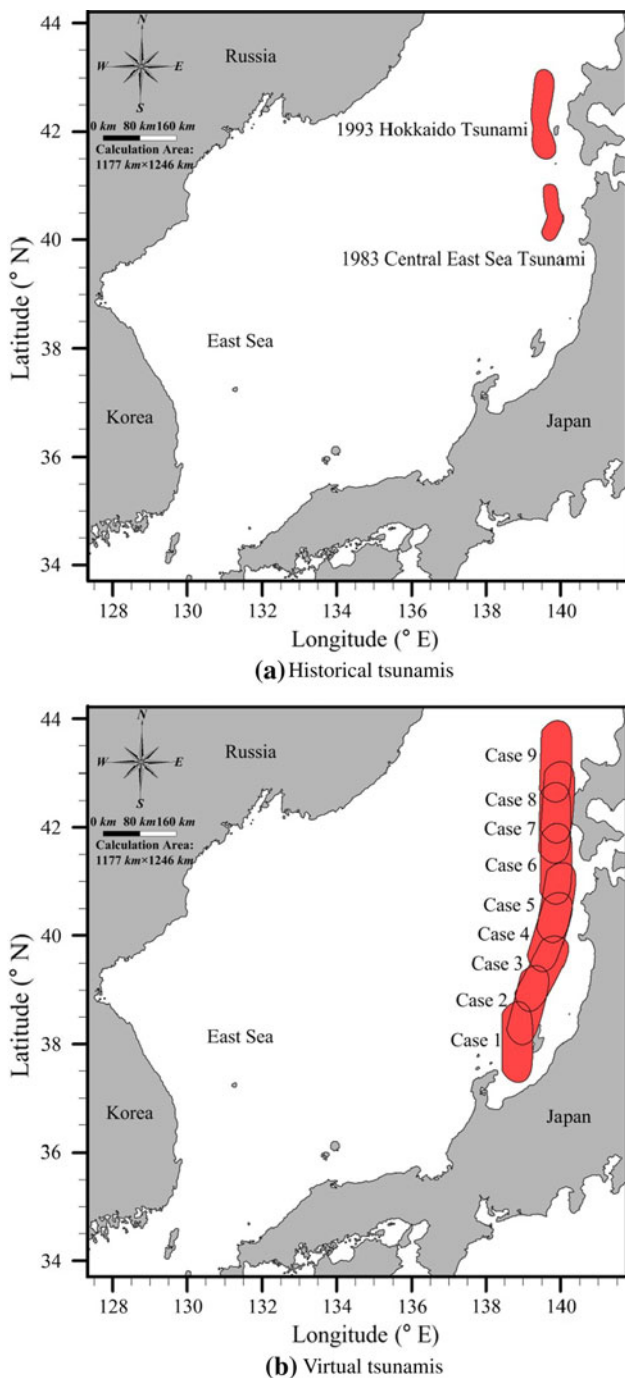 44
42
40
38
36
34
Latitude (° N)
N
W E
S
0 km 80 km 160 km
Calculation Area:
1177 km×1246 km
Russia
1993 Hokkaido Tsunami
1983 Central East Sea Tsunami
East Sea
Korea
Japan
128 130 132 134 136 138 140
Longitude (° E)
(a) Historical tsunamis
44
42
40
38
36
34
Latitude (° N)
N
W E
S
0 km 80 km 160 km
Calculation Area:
1177 km×1246 km
Russia
Case 9
Case 8
Case 7
Case 6
Case 5
Case 4
Case 3
Case 2
Case 1
East Sea
Korea
Japan
128 130 132 134 136 138 140
Longitude (° E)
(b) Virtual tsunamis